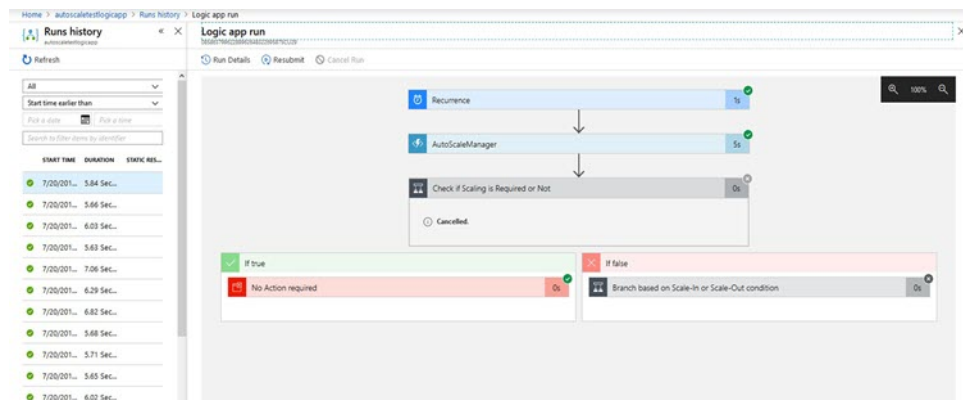 Home > autoscaletestlogicapp > Runs history > Logic app run
Runs history
autoscaletestlogicapp
Refresh
All
Start time earlier than
Pick a date
Pick a time
Search to filter items by identifier
START TIME DURATION STATIC RES...
7/20/201... 5.84 Sec...
7/20/201... 5.66 Sec...
7/20/201... 6.03 Sec...
7/20/201... 5.63 Sec...
7/20/201... 7.06 Sec...
7/20/201... 6.29 Sec...
7/20/201... 6.82 Sec...
7/20/201... 5.68 Sec...
7/20/201... 5.71 Sec...
7/20/201... 5.65 Sec...
7/20/201... 6.02 Sec...
Logic app run
Run Details Resubmit Cancel Run
100%
Recurrence 1s
AutoScaleManager 5s
Check if Scaling is Required or Not 0s
Cancelled.
If true
No Action required 0s
If false
Branch based on Scale-In or Scale-Out condition 0s